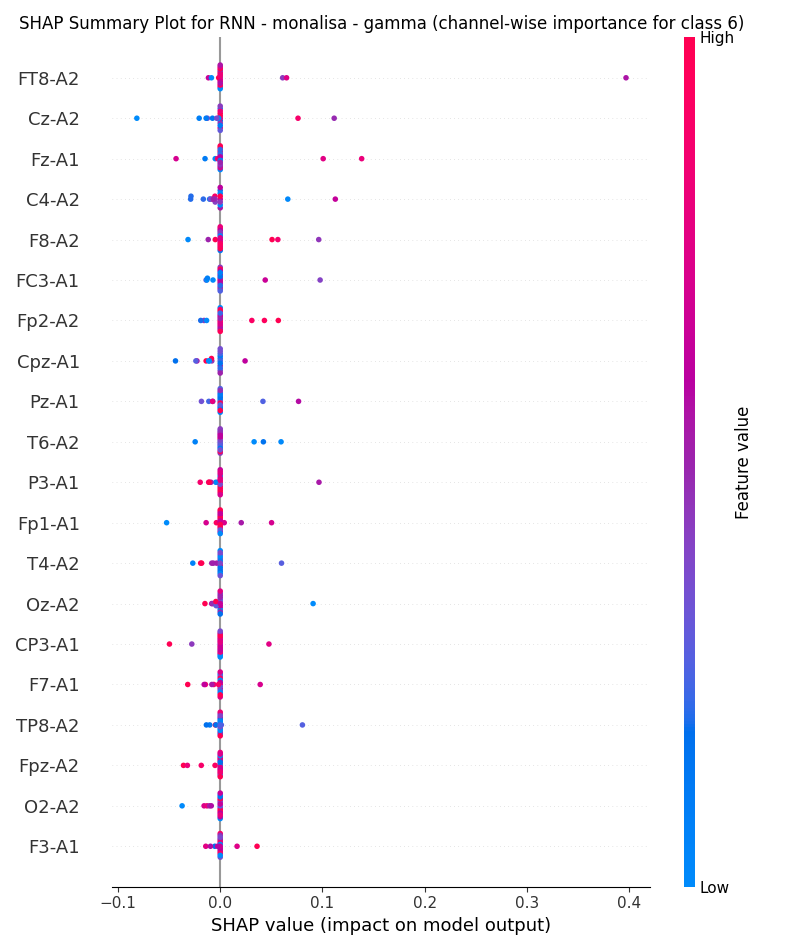 SHAP Summary Plot for RNN - monalisa - gamma (channel-wise importance for class 6)
High
FT8-A2
Cz-A2
Fz-A1
C4-A2
F8-A2
FC3-A1
Fp2-A2
Cpz-A1
Pz-A1
T6-A2
P3-A1
Fp1-A1
T4-A2
Oz-A2
CP3-A1
F7-A1
TP8-A2
Fpz-A2
O2-A2
F3-A1
Feature value
Low
−0.1 0.0 0.1 0.2 0.3 0.4
SHAP value (impact on model output)